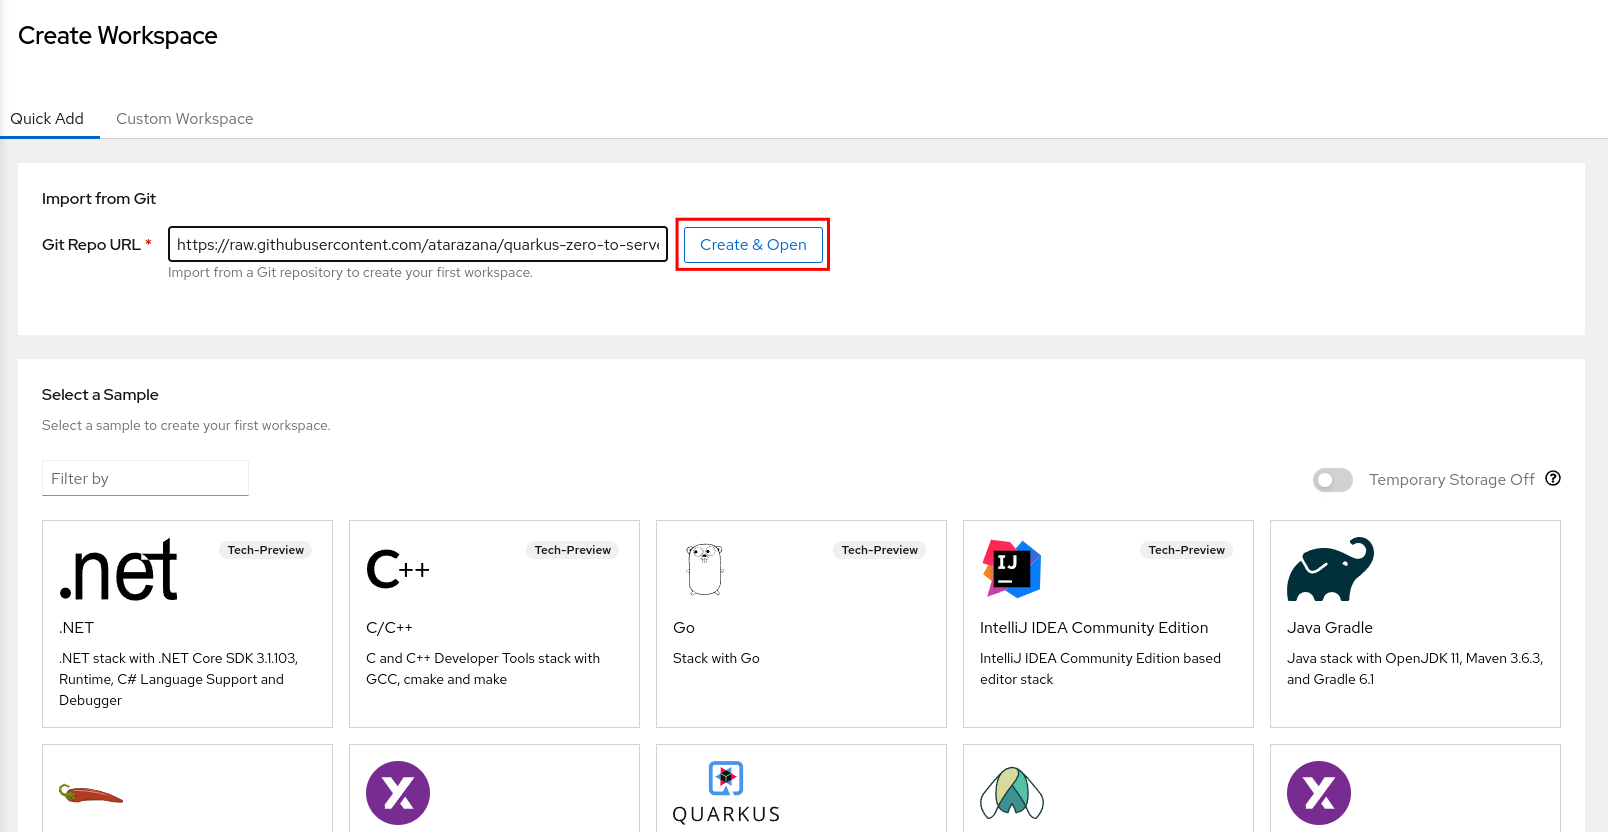 Create Workspace
Quick Add
Custom Workspace
Import from Git
Git Repo URL *
https://raw.githubusercontent.com/atarazana/quarkus-zero-to-serve
Create & Open
Import from a Git repository to create your first workspace.
Select a Sample
Select a sample to create your first workspace.
Filter by
Temporary Storage Off
.net
Tech-Preview
.NET
.NET stack with .NET Core SDK 3.1.103,
Runtime, C# Language Support and
Debugger
C++
Tech-Preview
C/C++
C and C++ Developer Tools stack with
GCC, cmake and make
Tech-Preview
Go
Stack with Go
IJ
Tech-Preview
IntelliJ IDEA Community Edition
IntelliJ IDEA Community Edition based
editor stack
Java Gradle
Java stack with OpenJDK 11, Maven 3.6.3,
and Gradle 6.1
QUARKUS